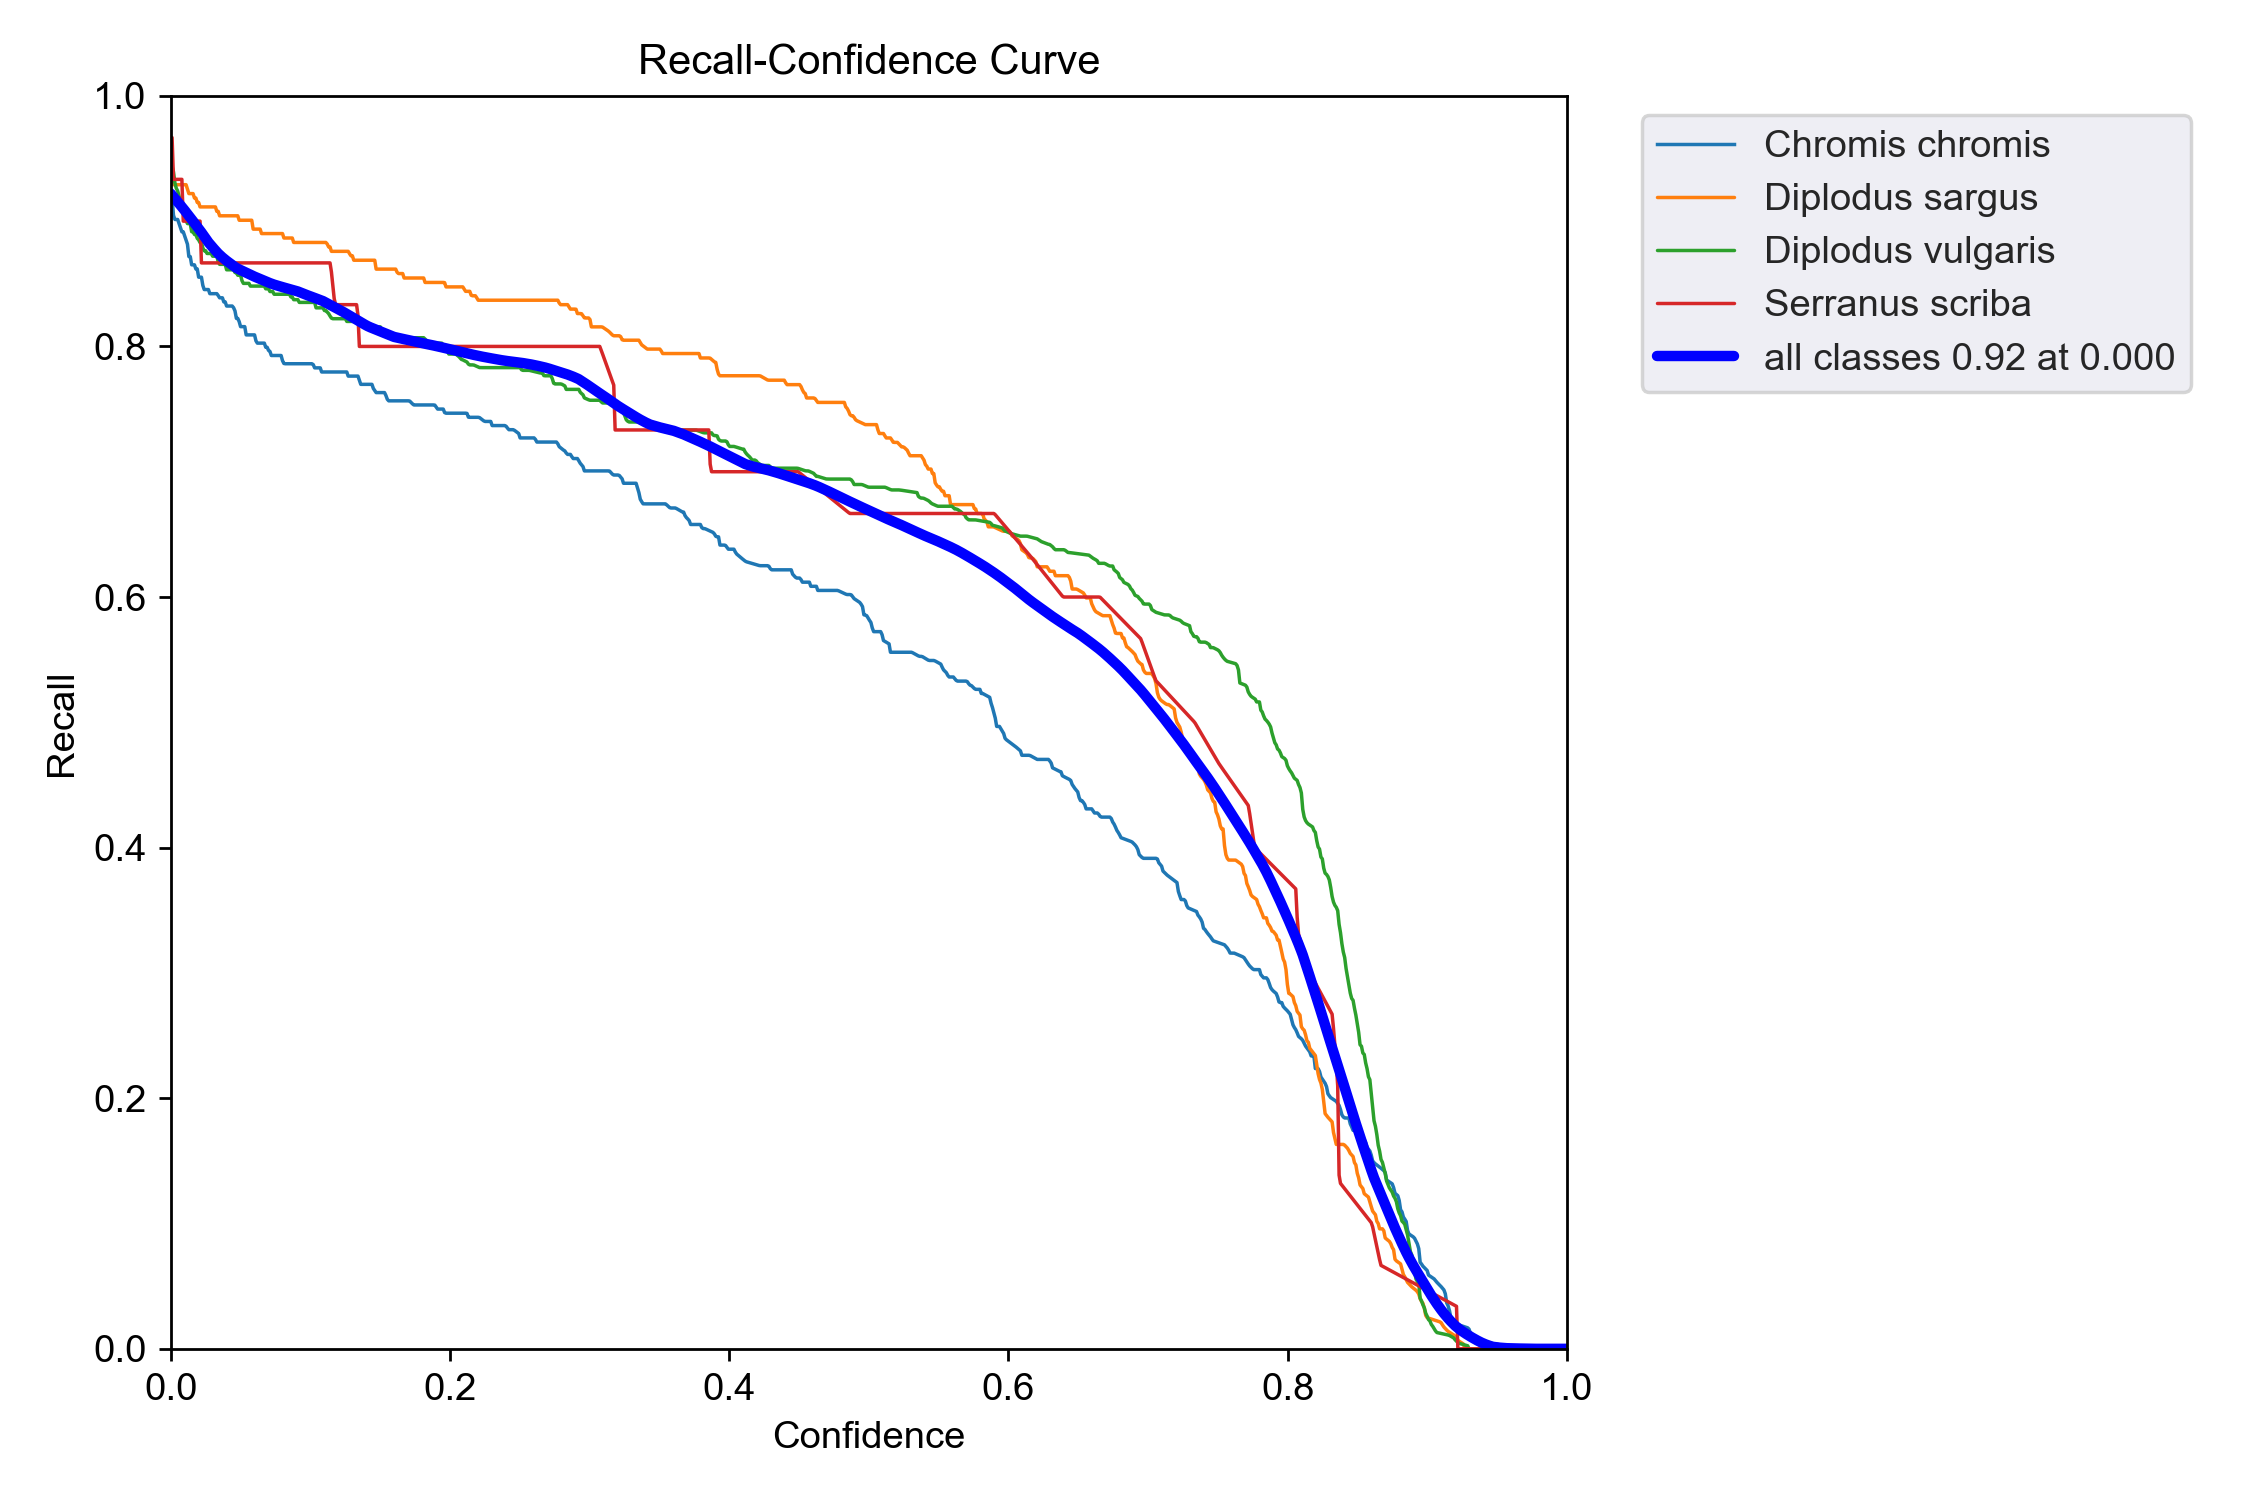 Recall-Confidence Curve
1.0
0.8
0.6
0.4
0.2
0.0
Recall
0.0 0.2 0.4 0.6 0.8 1.0
Confidence
Chromis chromis
Diplodus sargus
Diplodus vulgaris
Serranus scriba
all classes 0.92 at 0.000